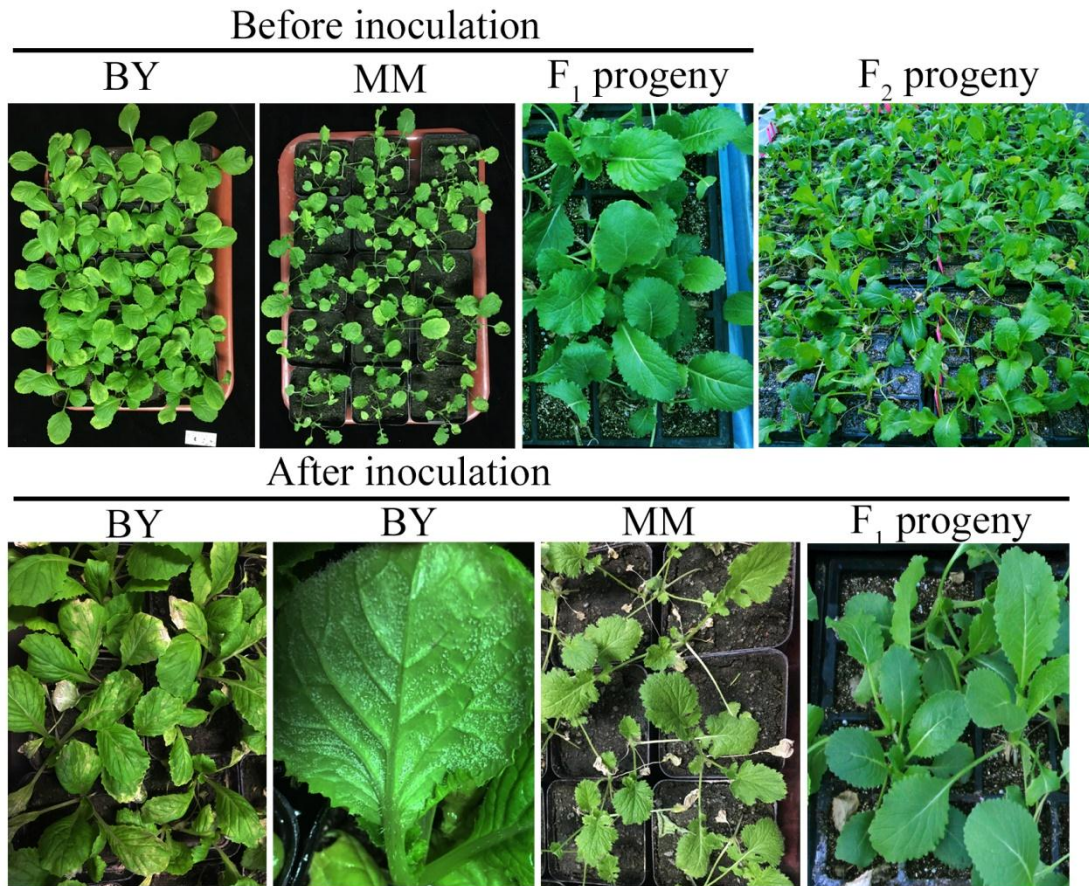 Before inoculation
BY MM F₁ progeny F₂ progeny
After inoculation
BY BY MM F₁ progeny